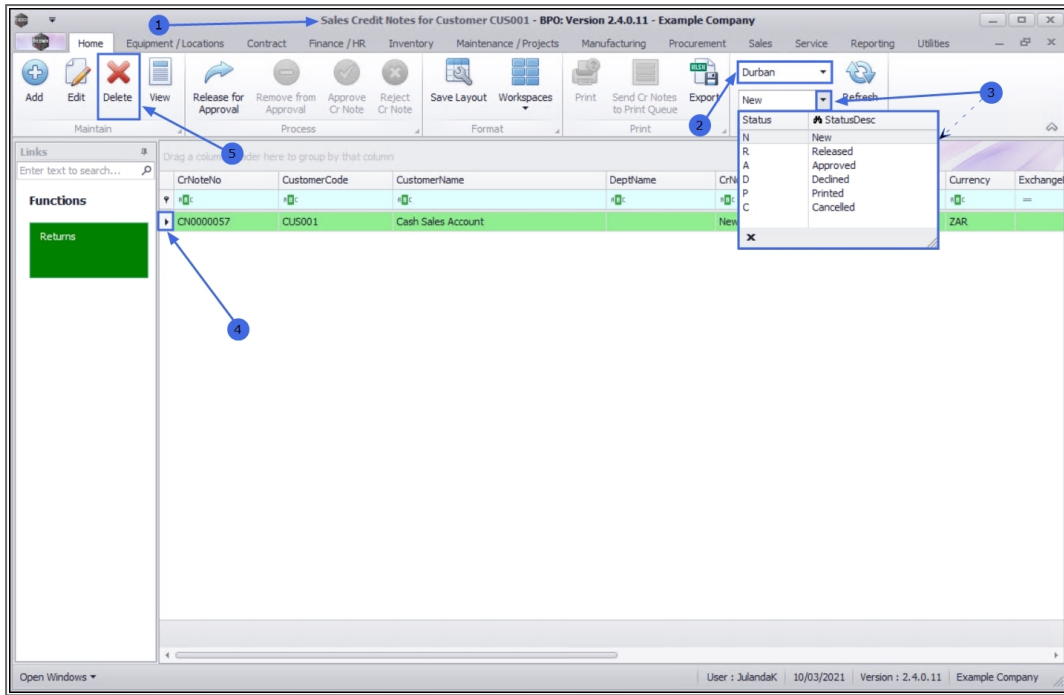 1
Sales Credit Notes for Customer CUS001 - BPO: Version 2.4.0.11 - Example Company
Home Equipment / Locations Contract Finance / HR Inventory Maintenance / Projects Manufacturing Procurement Sales Service Reporting Utilities
Add Edit Delete View Release for Approval Remove from Approval Approve Cr Note Reject Cr Note Save Layout Workspaces Print Send Cr Notes to Print Queue Export
Durban
New
Refresh
2
3
Maintain Process Format Print
Status StatusDesc
N New
R Released
A Approved
D Declined
P Printed
C Cancelled
Links
Enter text to search...
5
Drag a column header here to group by that column
CrNoteNo CustomerCode CustomerName DeptName Currency
CN0000057 CUS001 Cash Sales Account New ZAR
Functions
Returns
4
Open Windows
User : JulandaK 10/03/2021 Version : 2.4.0.11 Example Company